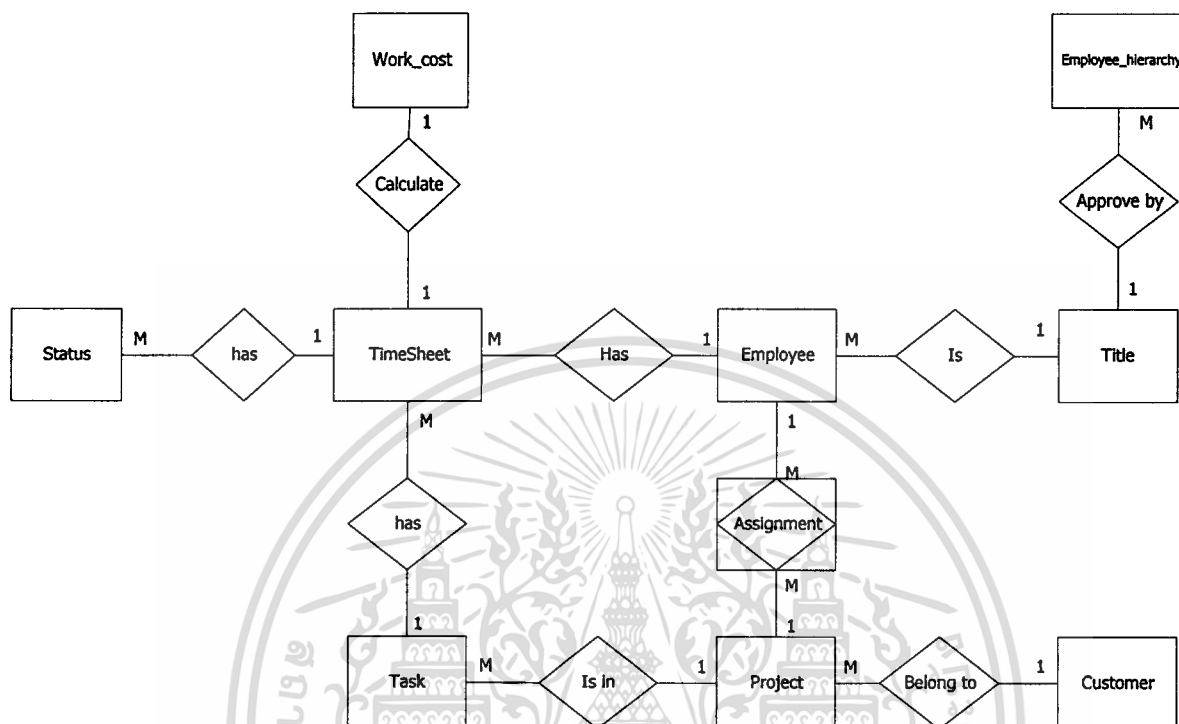 Work_cost
Employee_hierarchy
1
M
Calculate
Approve by
1
1
Status
M
has
1
TimeSheet
M
Has
1
Employee
M
Is
1
Title
M
1
M
has
Assignment
M
1
1
Task
M
Is in
1
Project
M
Belong to
1
Customer